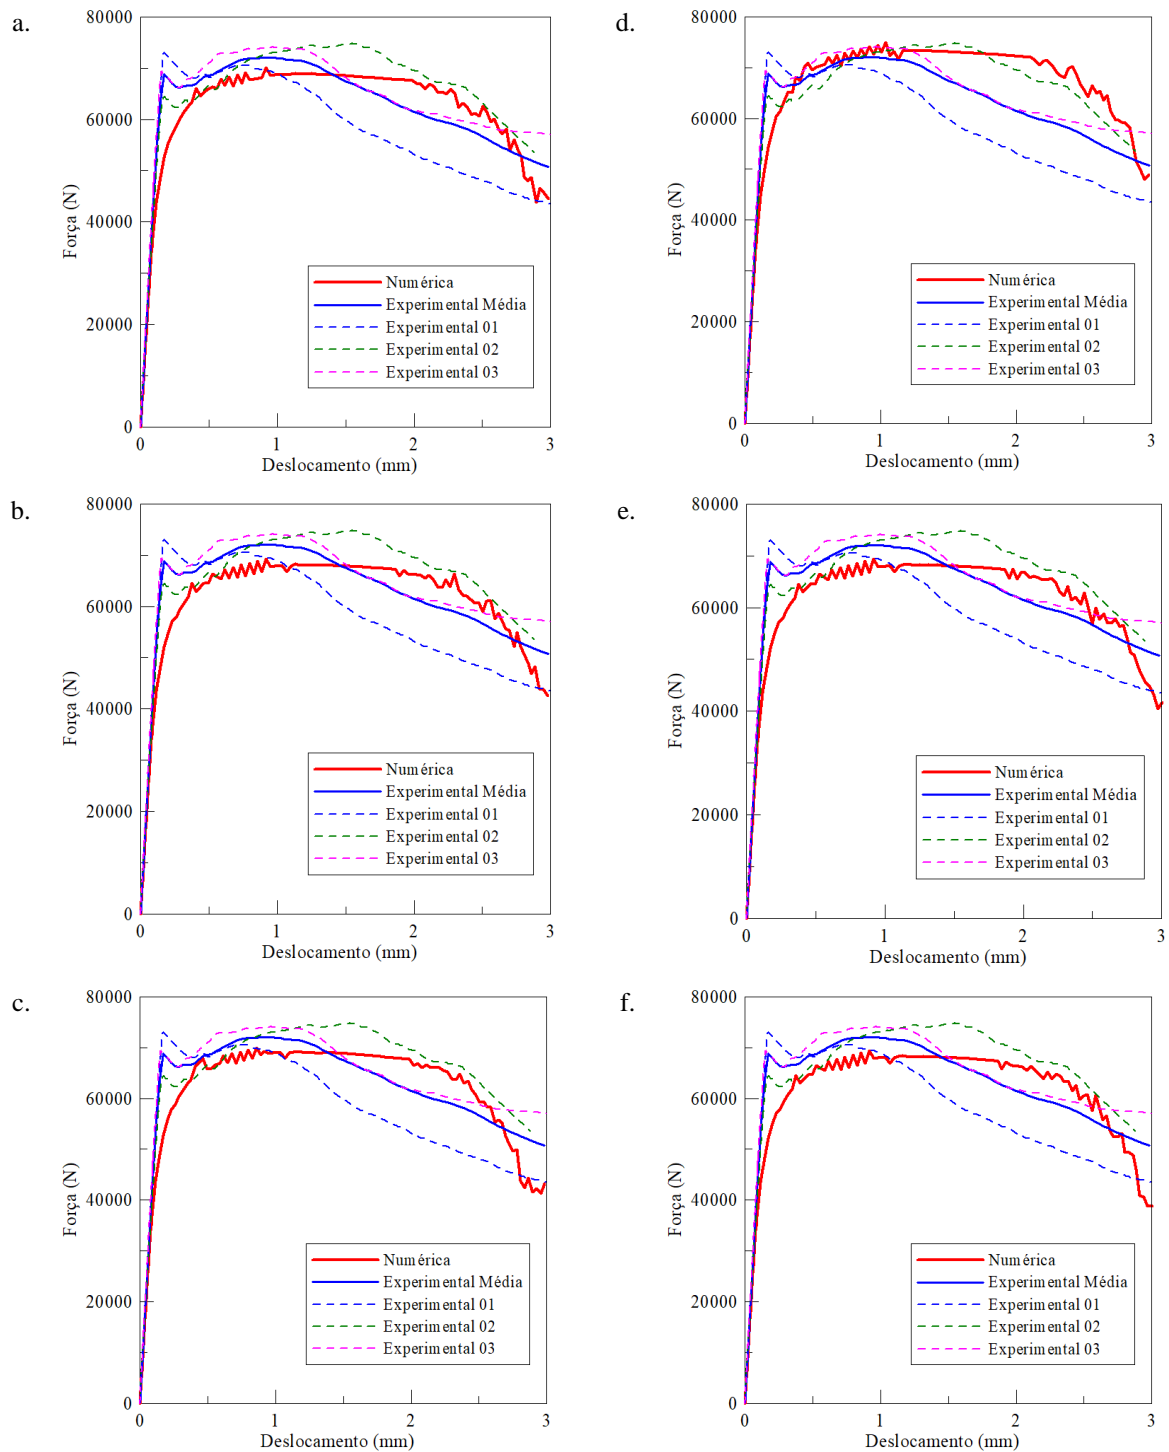 a.
80000
60000
40000
20000
0
Força (N)
0 1 2 3
Deslocamento (mm)
Numérica
Experimental Média
Experimental 01
Experimental 02
Experimental 03
d.
80000
60000
40000
20000
0
Força (N)
0 1 2 3
Deslocamento (mm)
Numérica
Experimental Média
Experimental 01
Experimental 02
Experimental 03
b.
80000
60000
40000
20000
0
Força (N)
0 1 2 3
Deslocamento (mm)
Numérica
Experimental Média
Experimental 01
Experimental 02
Experimental 03
e.
80000
60000
40000
20000
0
Força (N)
0 1 2 3
Deslocamento (mm)
Numérica
Experimental Média
Experimental 01
Experimental 02
Experimental 03
c.
80000
60000
40000
20000
0
Força (N)
0 1 2 3
Deslocamento (mm)
Numérica
Experimental Média
Experimental 01
Experimental 02
Experimental 03
f.
80000
60000
40000
20000
0
Força (N)
0 1 2 3
Deslocamento (mm)
Numérica
Experimental Média
Experimental 01
Experimental 02
Experimental 03